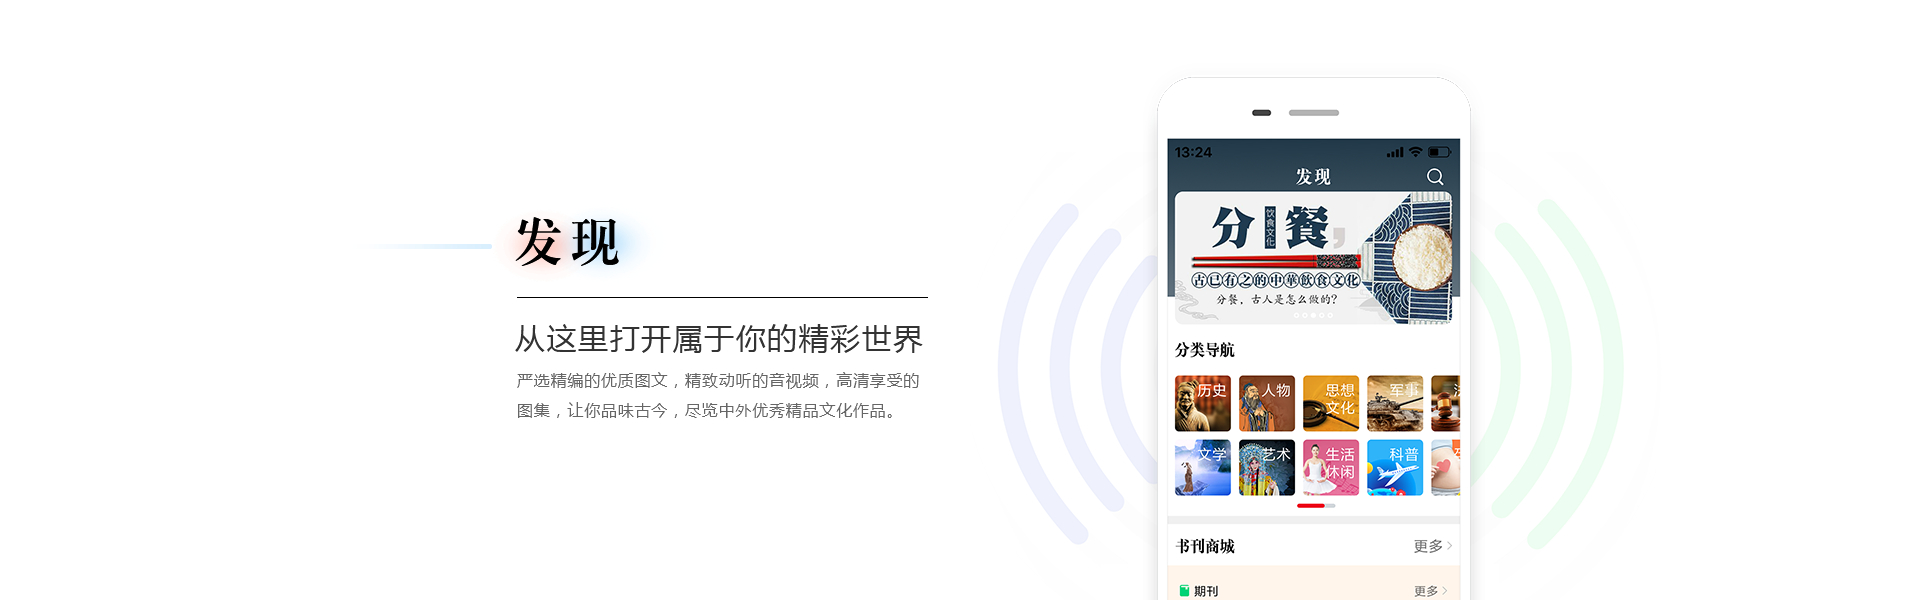 发现
从这里打开属于你的精彩世界
严选精编的优质图文，精致动听的音视频，高清享受的
图集，让你品味古今，尽览中外优秀精品文化作品。
13:24
发现
分 饮食文化 餐，
古已有之的中華飲食文化
分餐，古人是怎么做的？
分类导航
历史 人物 思想文化 军事
文学 艺术 生活休闲 科普
书刊商城 更多
期刊 更多